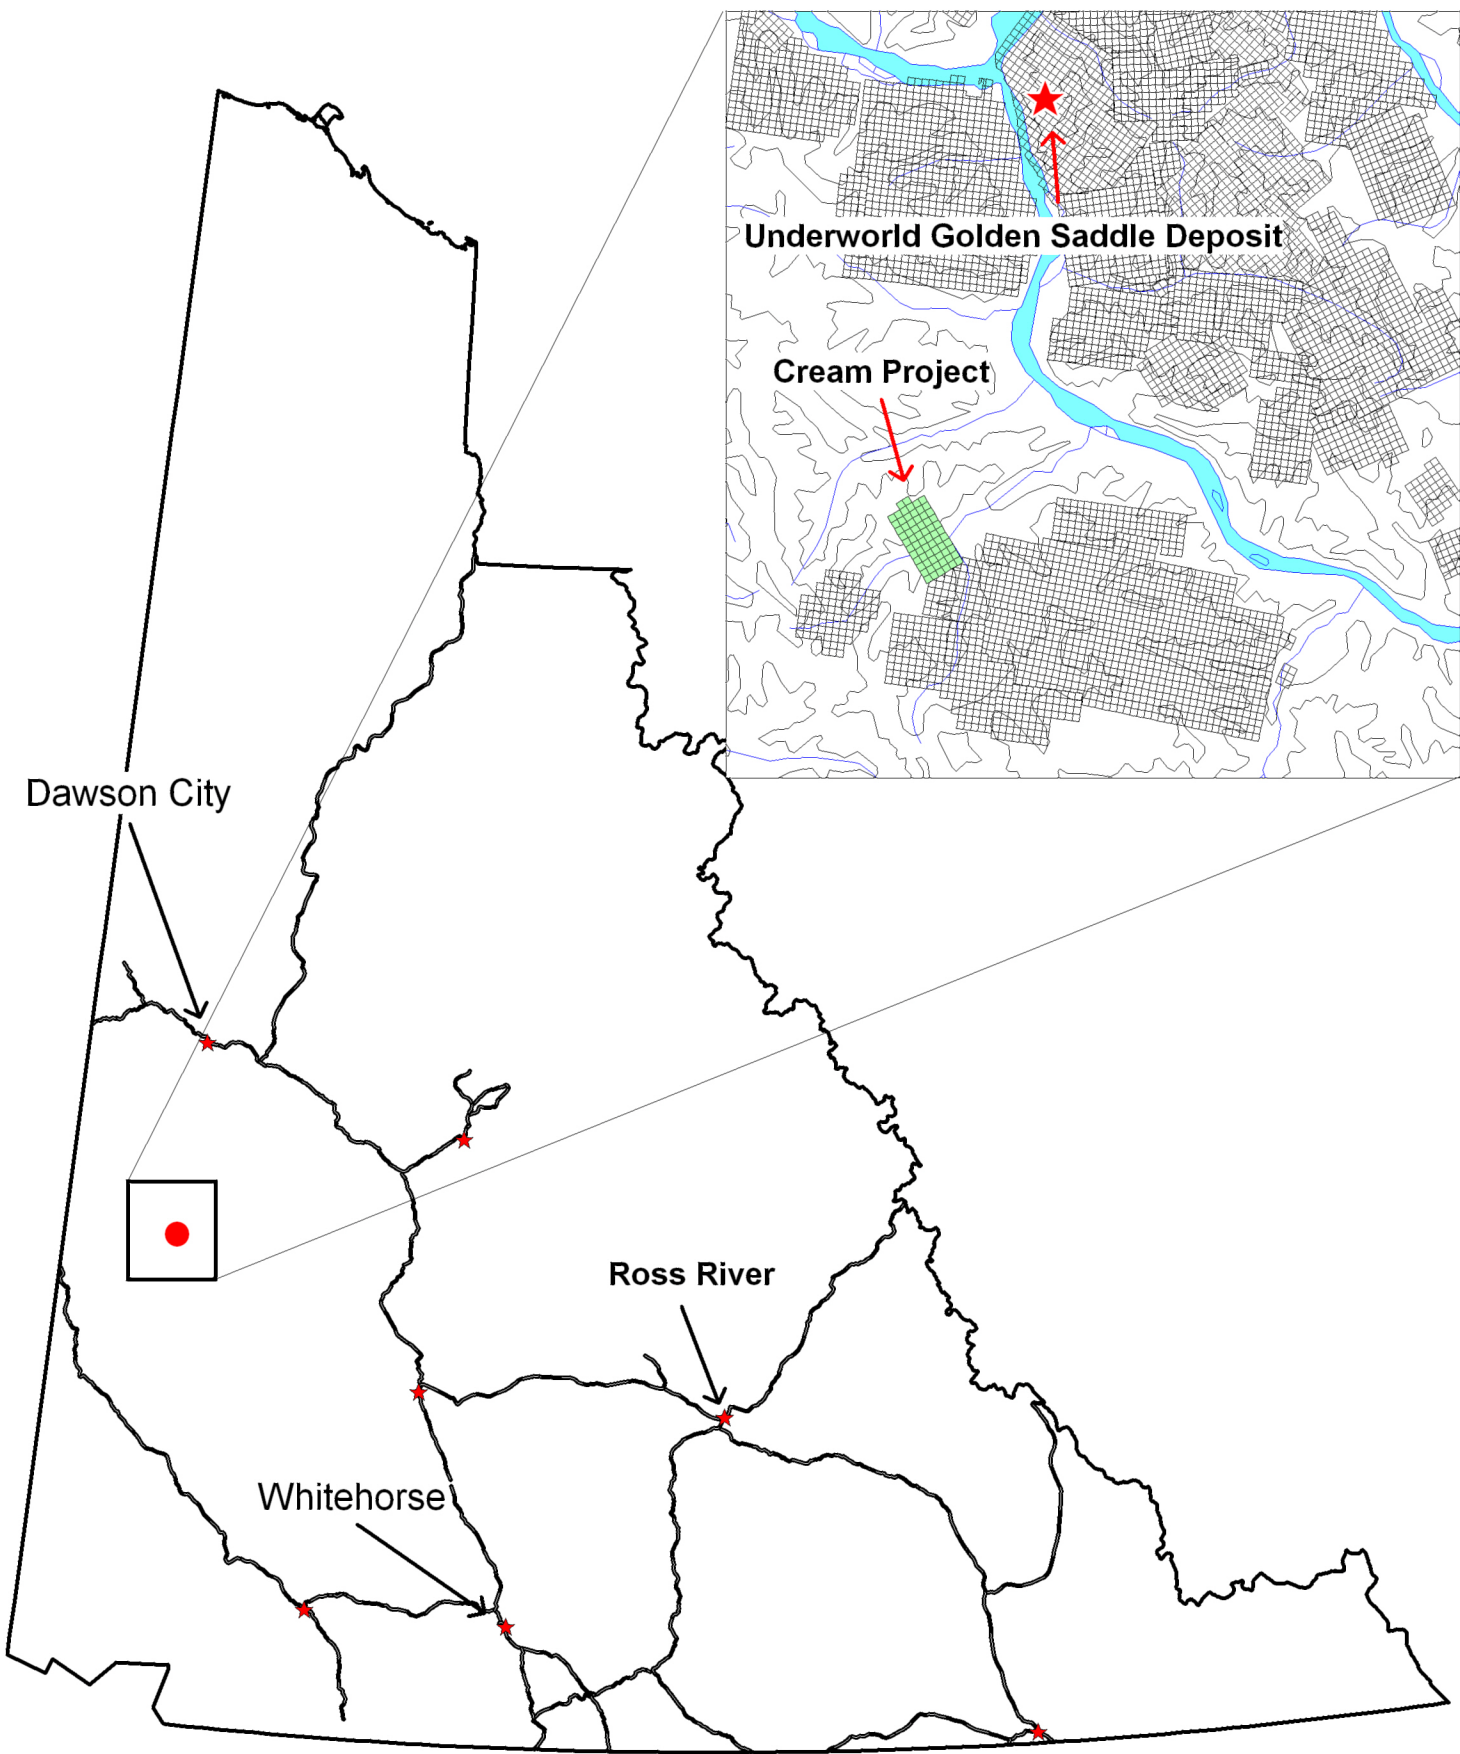 Underworld Golden Saddle Deposit
Cream Project
Dawson City
Ross River
Whitehorse